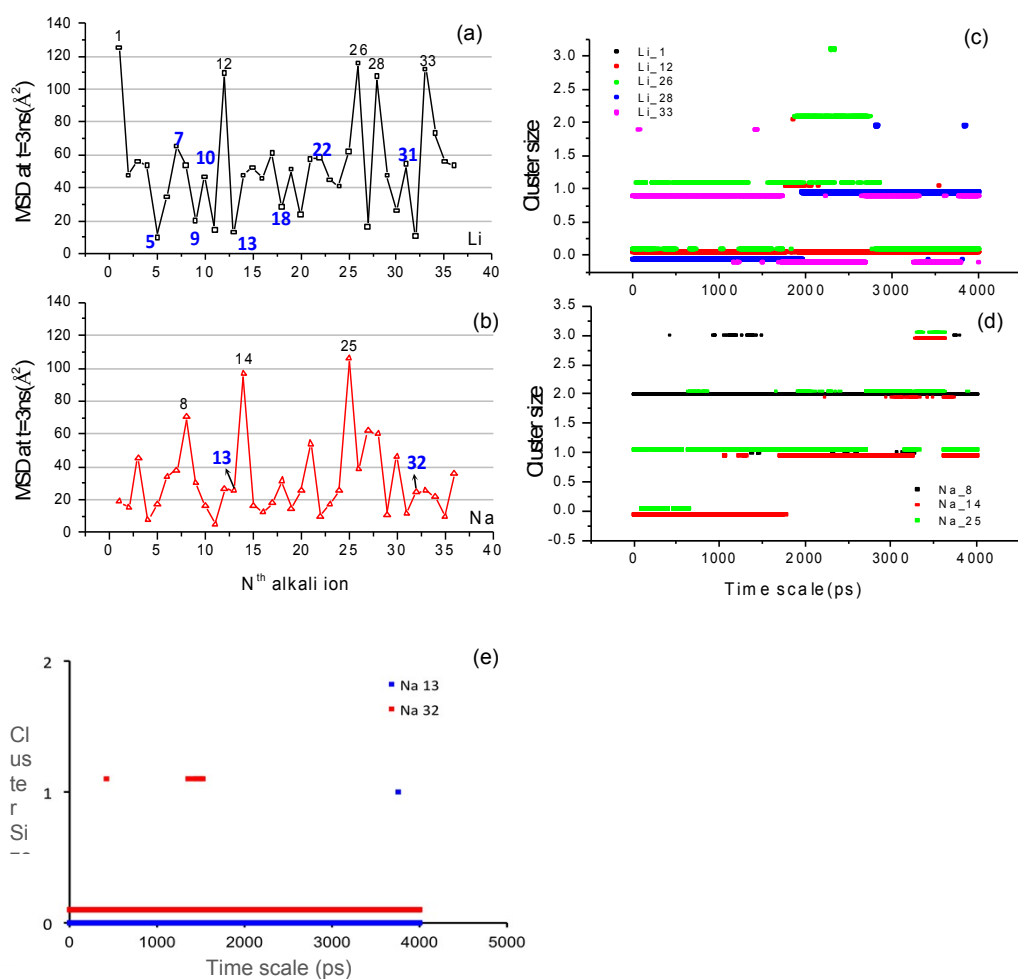 (a)
MSD at t=3ns(Å²)
140
120
100
80
60
40
20
0
1
12
26
28
33
7
10
22
31
5
9
13
18
Li
0 5 10 15 20 25 30 35 40
(b)
MSD at t=3ns(Å²)
140
120
100
80
60
40
20
0
8
14
25
13
32
Na
0 5 10 15 20 25 30 35 40
Nth alkali ion
(c)
Cluster size
3.0
2.5
2.0
1.5
1.0
0.5
0.0
Li_1
Li_12
Li_26
Li_28
Li_33
0 1000 2000 3000 4000
(d)
Cluster size
3.5
3.0
2.5
2.0
1.5
1.0
0.5
0.0
-0.5
Na_8
Na_14
Na_25
0 1000 2000 3000 4000
Time scale (ps)
(e)
Cl
us
te
r
Si
2
1
0
Na 13
Na 32
0 1000 2000 3000 4000 5000
Time scale (ps)